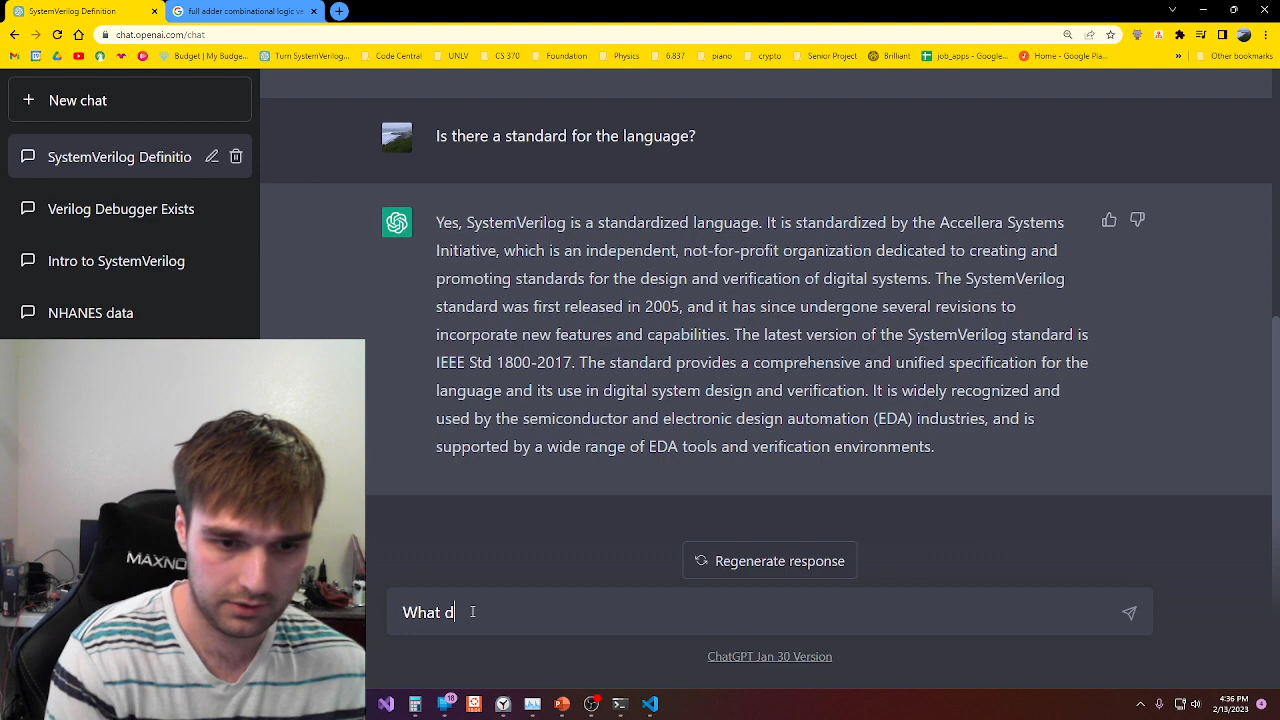 SystemVerilog Definition
full adder combinational logic ve
chat.openai.com/chat
Budget | My Budge...
Turn SystemVerilog...
Code Central
UNLV
CS 370
Foundation
Physics
6.837
piano
crypto
Senior Project
Brilliant
job_apps - Google...
Home - Google Pla...
»
Other bookmarks
+ New chat
SystemVerilog Definitio
Verilog Debugger Exists
Intro to SystemVerilog
NHANES data
Is there a standard for the language?
Yes, SystemVerilog is a standardized language. It is standardized by the Accellera Systems
Initiative, which is an independent, not-for-profit organization dedicated to creating and
promoting standards for the design and verification of digital systems. The SystemVerilog
standard was first released in 2005, and it has since undergone several revisions to
incorporate new features and capabilities. The latest version of the SystemVerilog standard is
IEEE Std 1800-2017. The standard provides a comprehensive and unified specification for the
language and its use in digital system design and verification. It is widely recognized and
used by the semiconductor and electronic design automation (EDA) industries, and is
supported by a wide range of EDA tools and verification environments.
MAXNO
Regenerate response
What d
ChatGPT Jan 30 Version
18
4:36 PM
2/13/2023
4